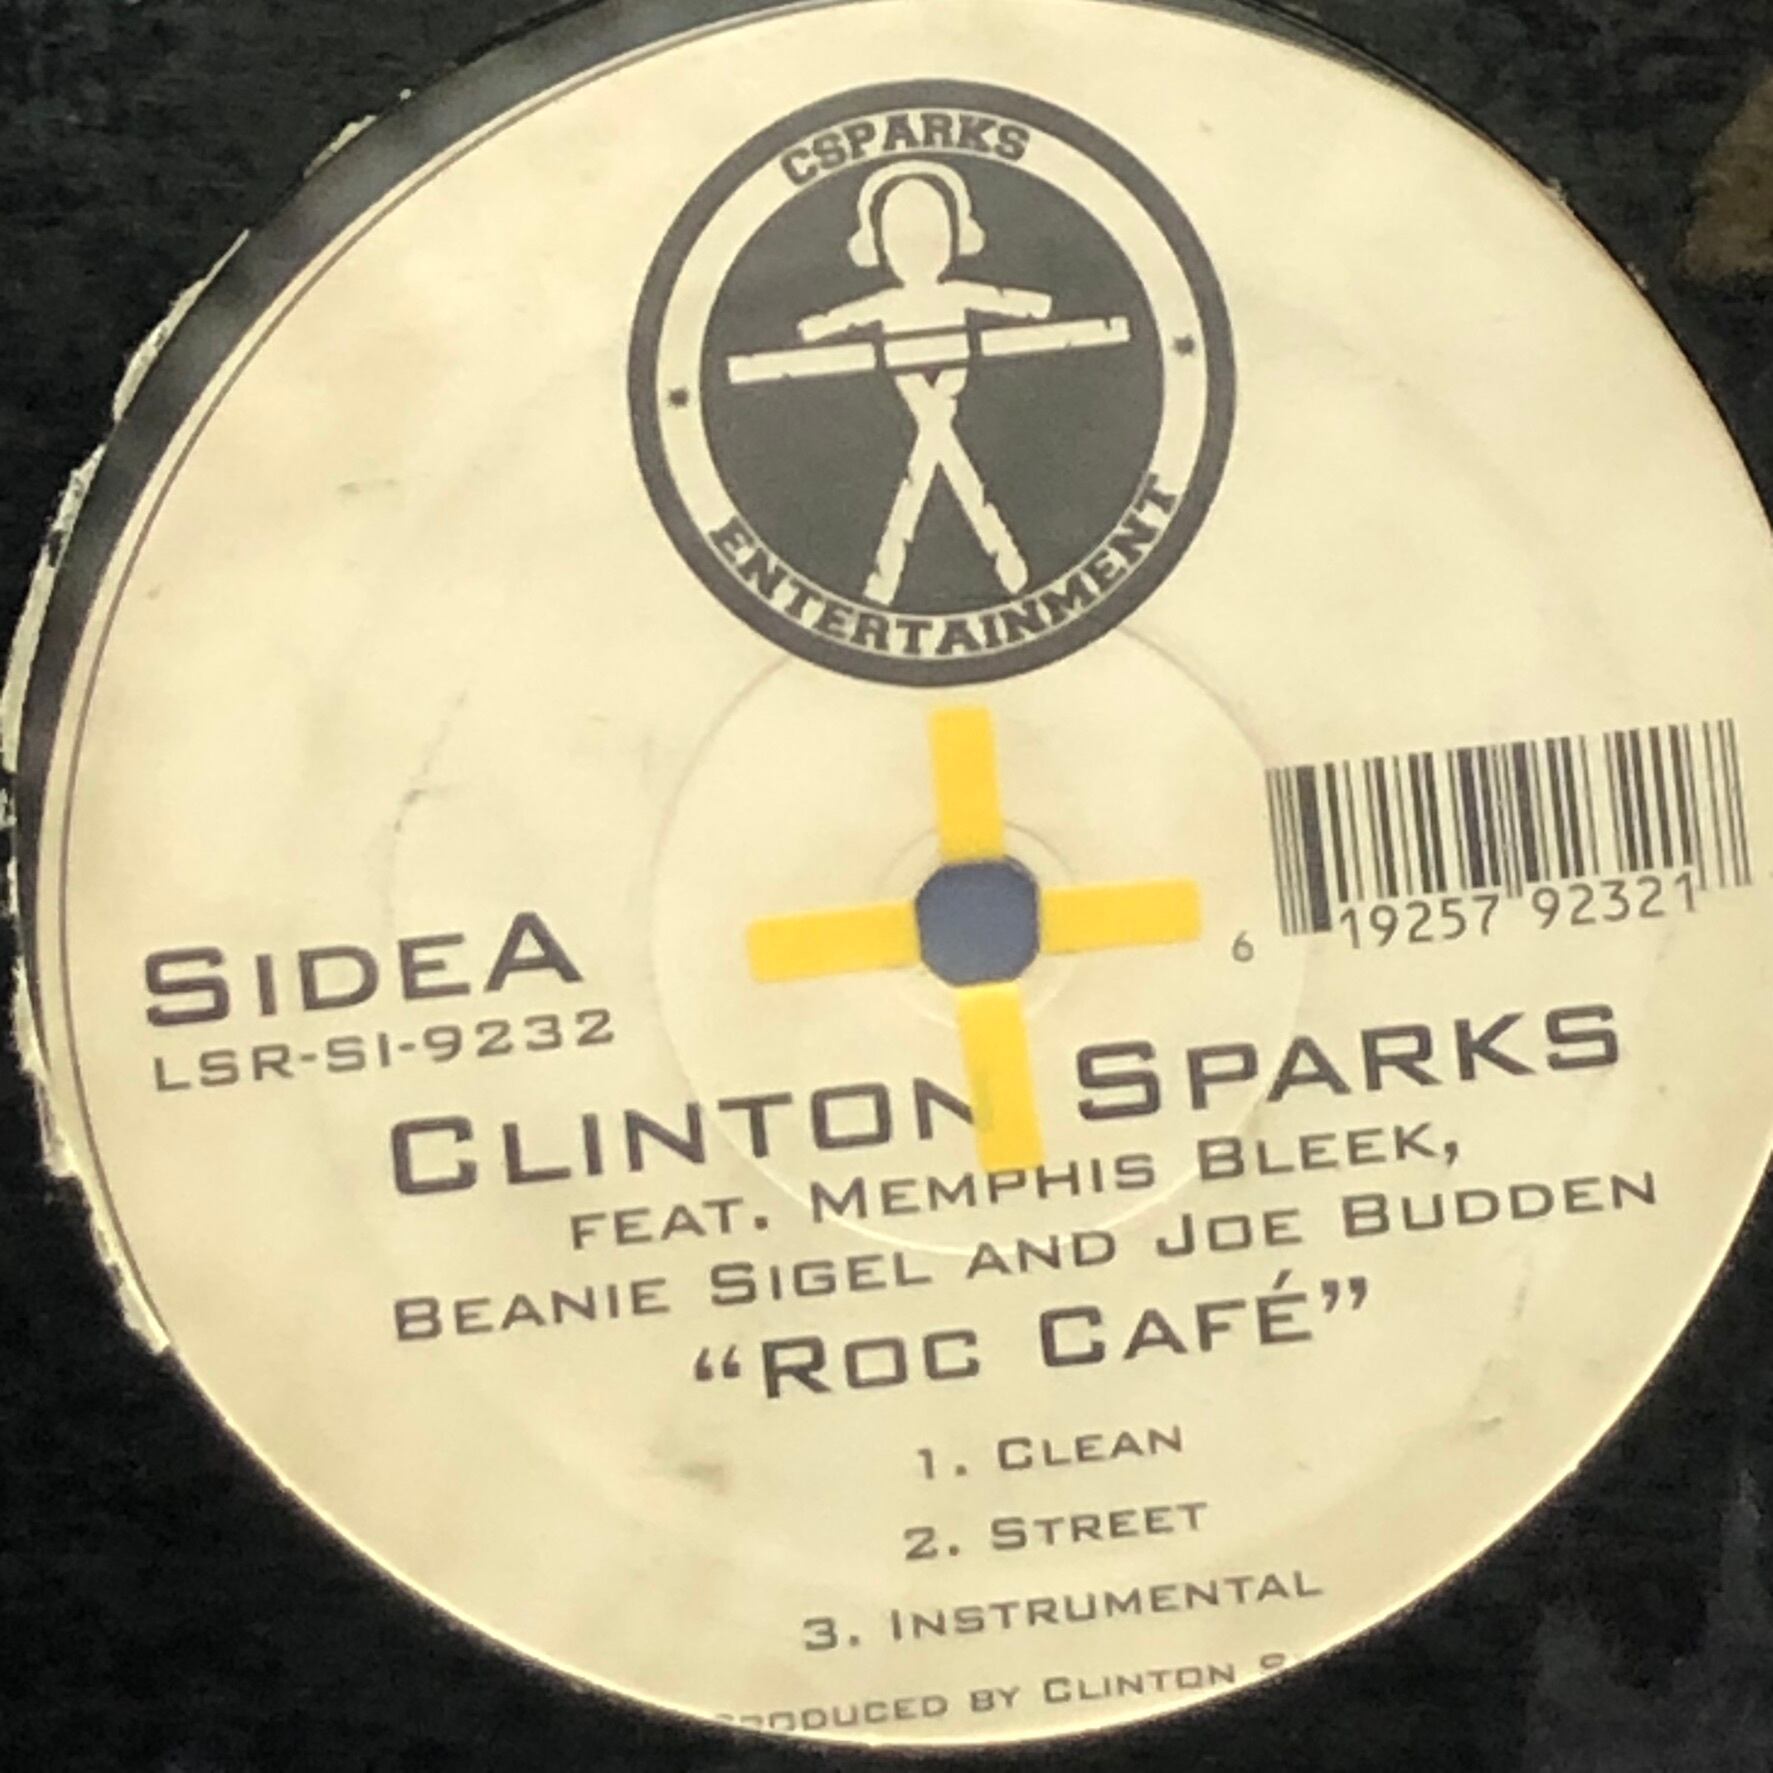 CSPARKS
ENTERTAINMENT
6 19257 92321
SIDEA
LSR-SI-9232
CLINTON SPARKS
FEAT. MEMPHIS BLEEK,
BEANIE SIGEL AND JOE BUDDEN
“ROC CAFÉ”
1. CLEAN
2. STREET
3. INSTRUMENTAL
PRODUCED BY CLINTON